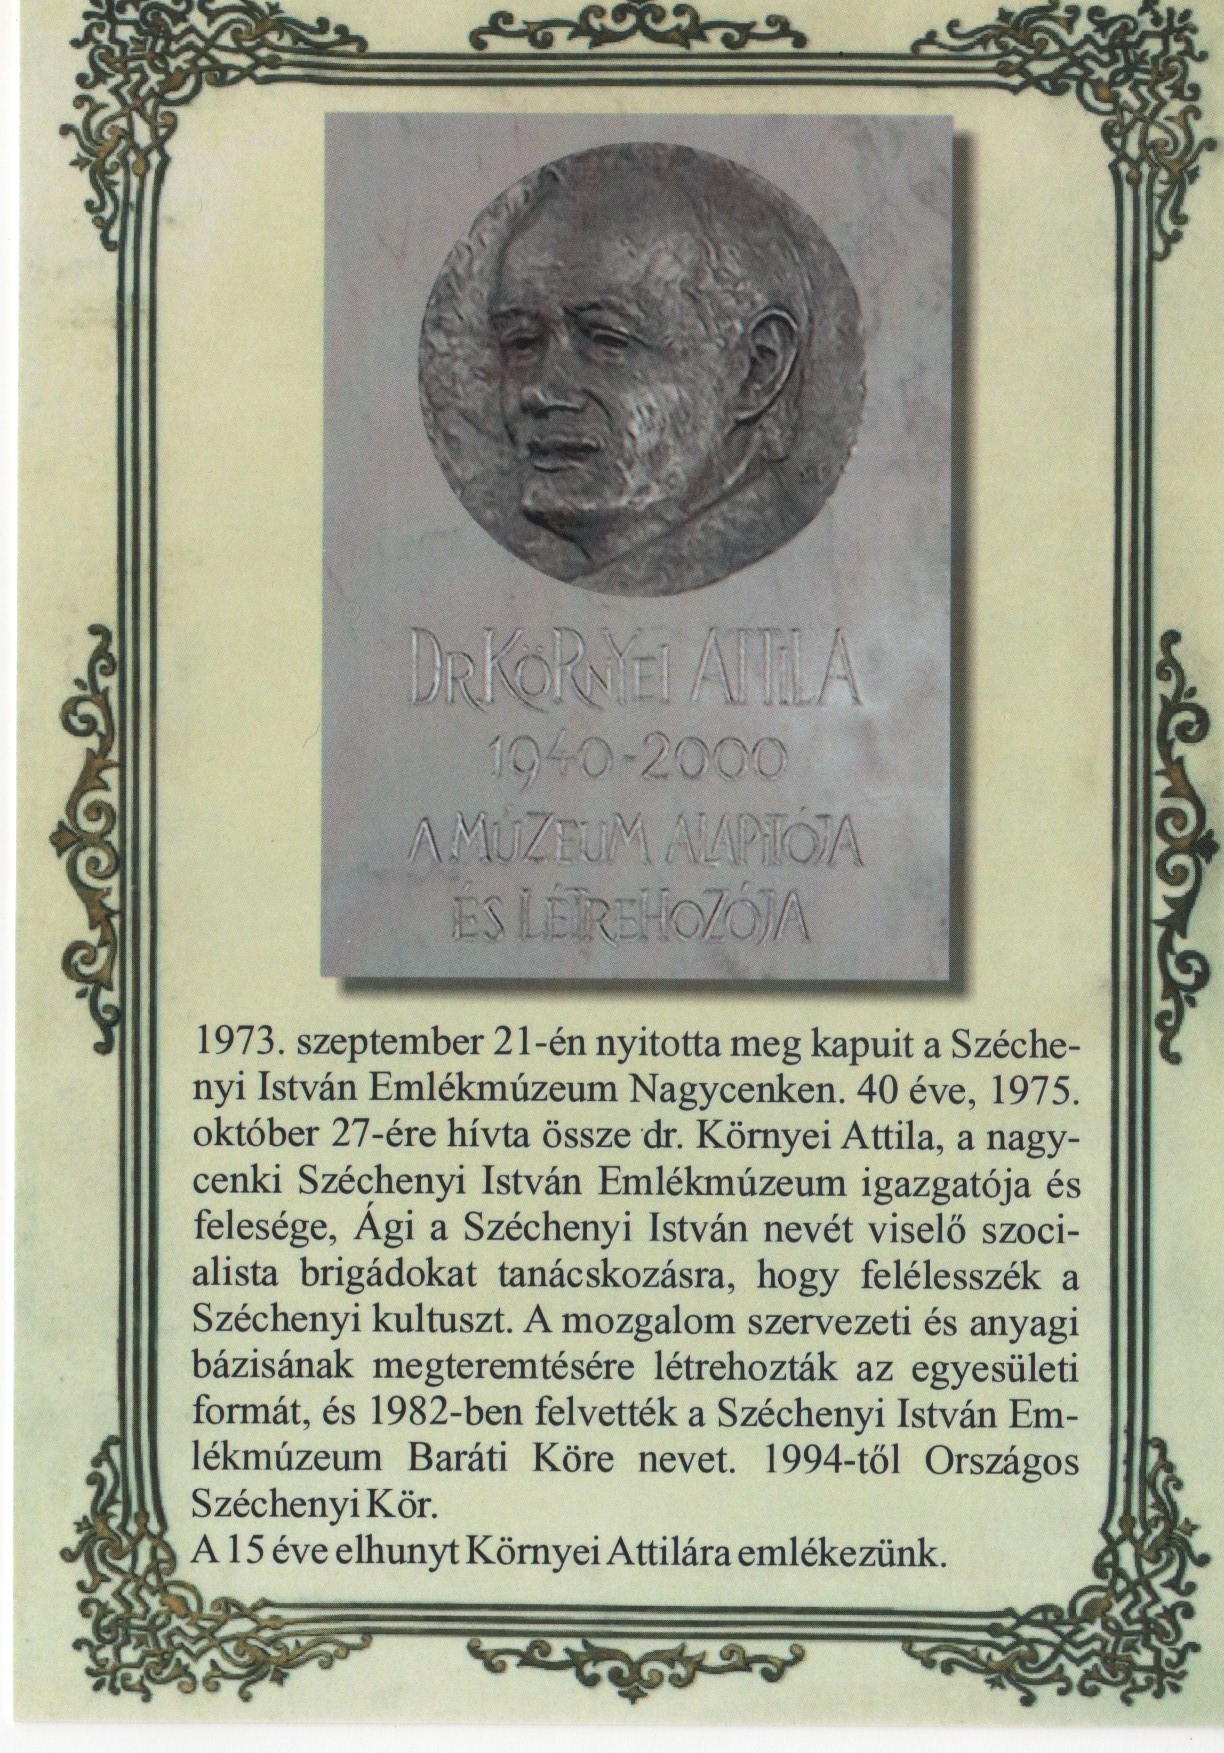 DR KÖRNYEI ATTILA
1940-2000
A MÚZEUM ALAPÍTÓJA
ÉS LÉTREHOZÓJA
1973. szeptember 21-én nyitotta meg kapuit a Széche-
nyi István Emlékmúzeum Nagycenken. 40 éve, 1975.
október 27-ére hívta össze dr. Környei Attila, a nagy-
cenki Széchenyi István Emlékmúzeum igazgatója és
felesége, Ági a Széchenyi István nevét viselő szoci-
alista brigádokat tanácskozásra, hogy felélesszék a
Széchenyi kultuszt. A mozgalom szervezeti és anyagi
bázisának megteremtésére létrehozták az egyesületi
formát, és 1982-ben felvették a Széchenyi István Em-
lékmúzeum Baráti Köre nevet. 1994-től Országos
Széchenyi Kör.
A 15 éve elhunyt Környei Attilára emlékezünk.